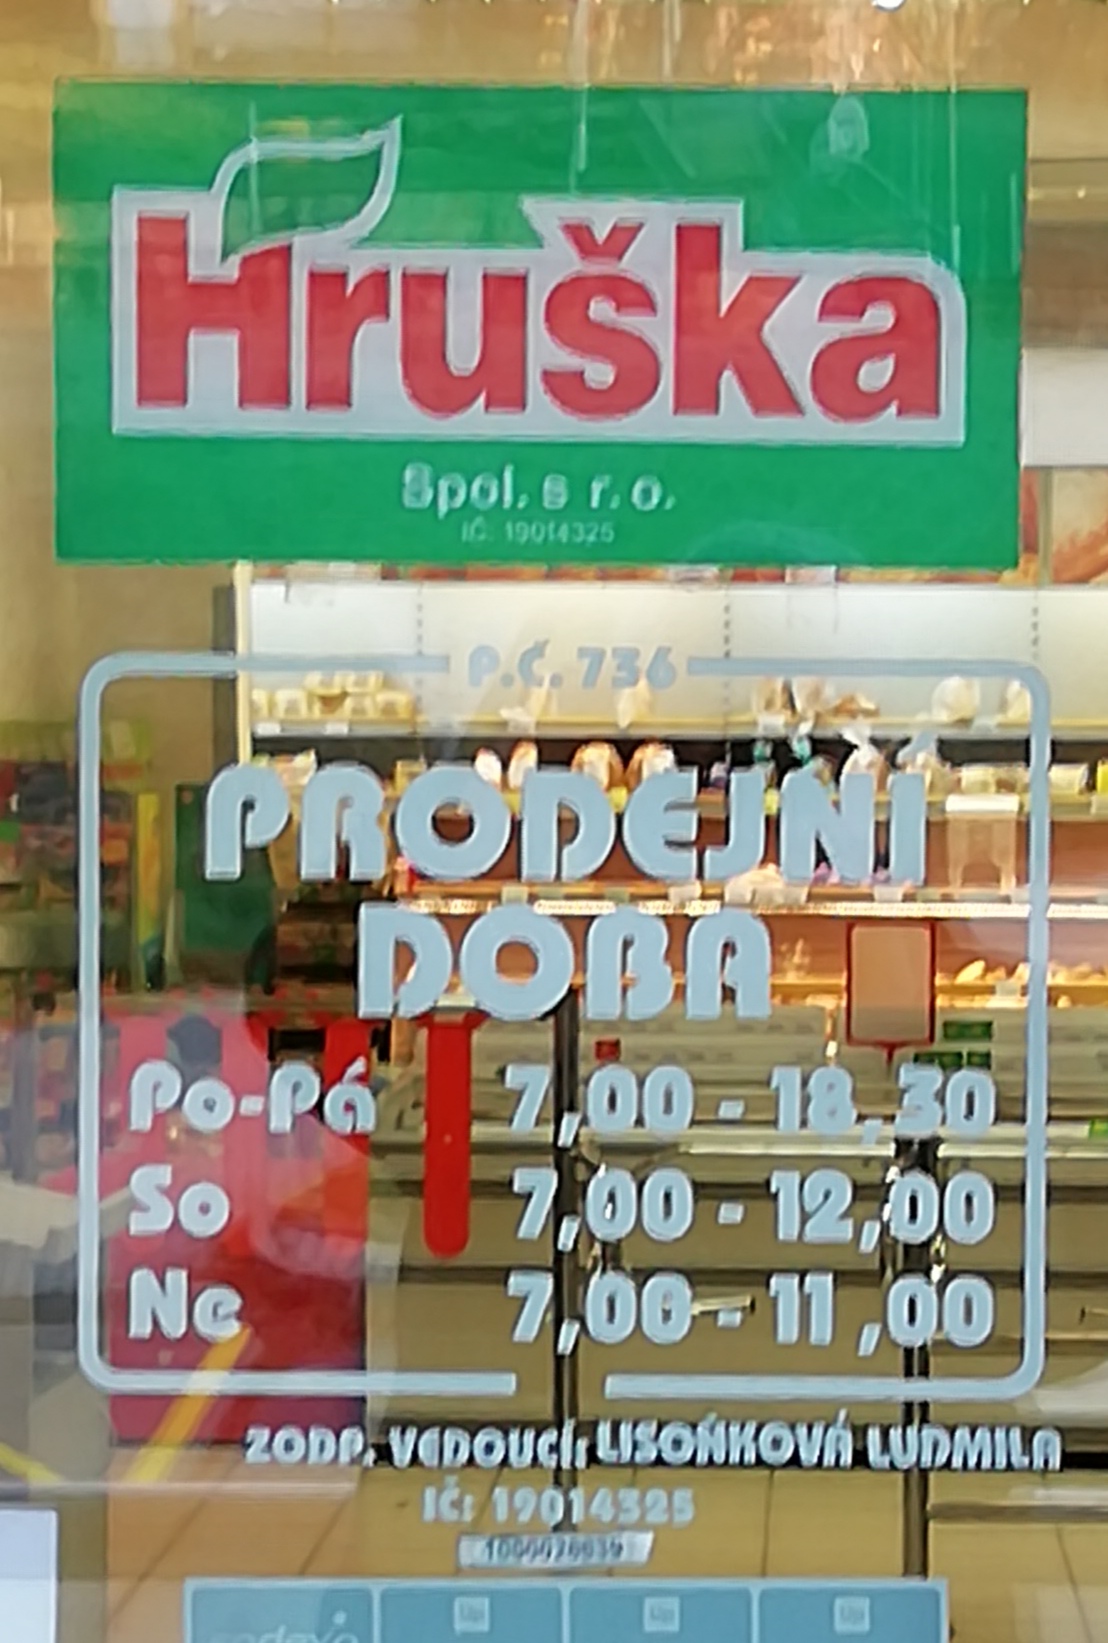 Hruška
Spol. s r.o.
IČ: 19014325
P.Č. 736
PRODEJNÍ
DOBA
Po-Pá 7,00 - 18,30
So 7,00 - 12,00
Ne 7,00 - 11,00
ZODP. VEDOUCÍ: LISOŇKOVÁ LUDMILA
IČ: 19014325